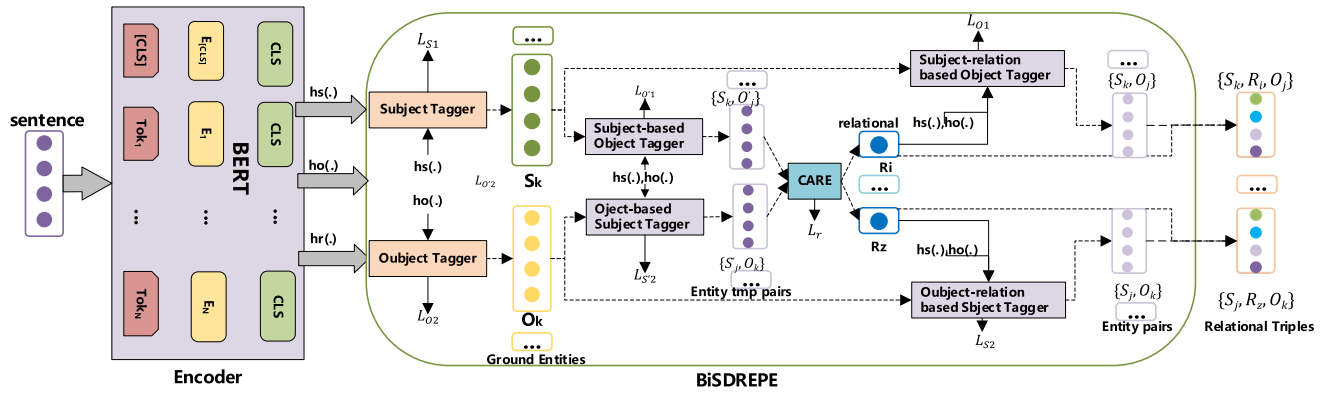 sentence
[CLS]
E[CLS]
CLS
Tok1
E1
CLS
BERT
...
...
...
TokN
EN
CLS
Encoder
hs(.)
ho(.)
hr(.)
LS1
Subject Tagger
hs(.)
LO'2
ho(.)
Oubject Tagger
LO2
...
Sk
Ok
...
Ground Entities
LO'1
Subject-based
Object Tagger
hs(.),ho(.)
Oject-based
Subject Tagger
LS'2
...
{Sk, O'j}
{S'j, Ok}
...
Entity tmp pairs
CARE
Lr
relational
Ri
...
Rz
LO1
Subject-relation
based Object Tagger
hs(.),ho(.)
hs(.),ho(.)
Oubject-relation
based Sbject Tagger
LS2
...
{Sk, Oj}
{Sj, Ok}
...
Entity pairs
{Sk, Ri, Oj}
...
{Sj, Rz, Ok}
Relational Triples
BiSDREPE